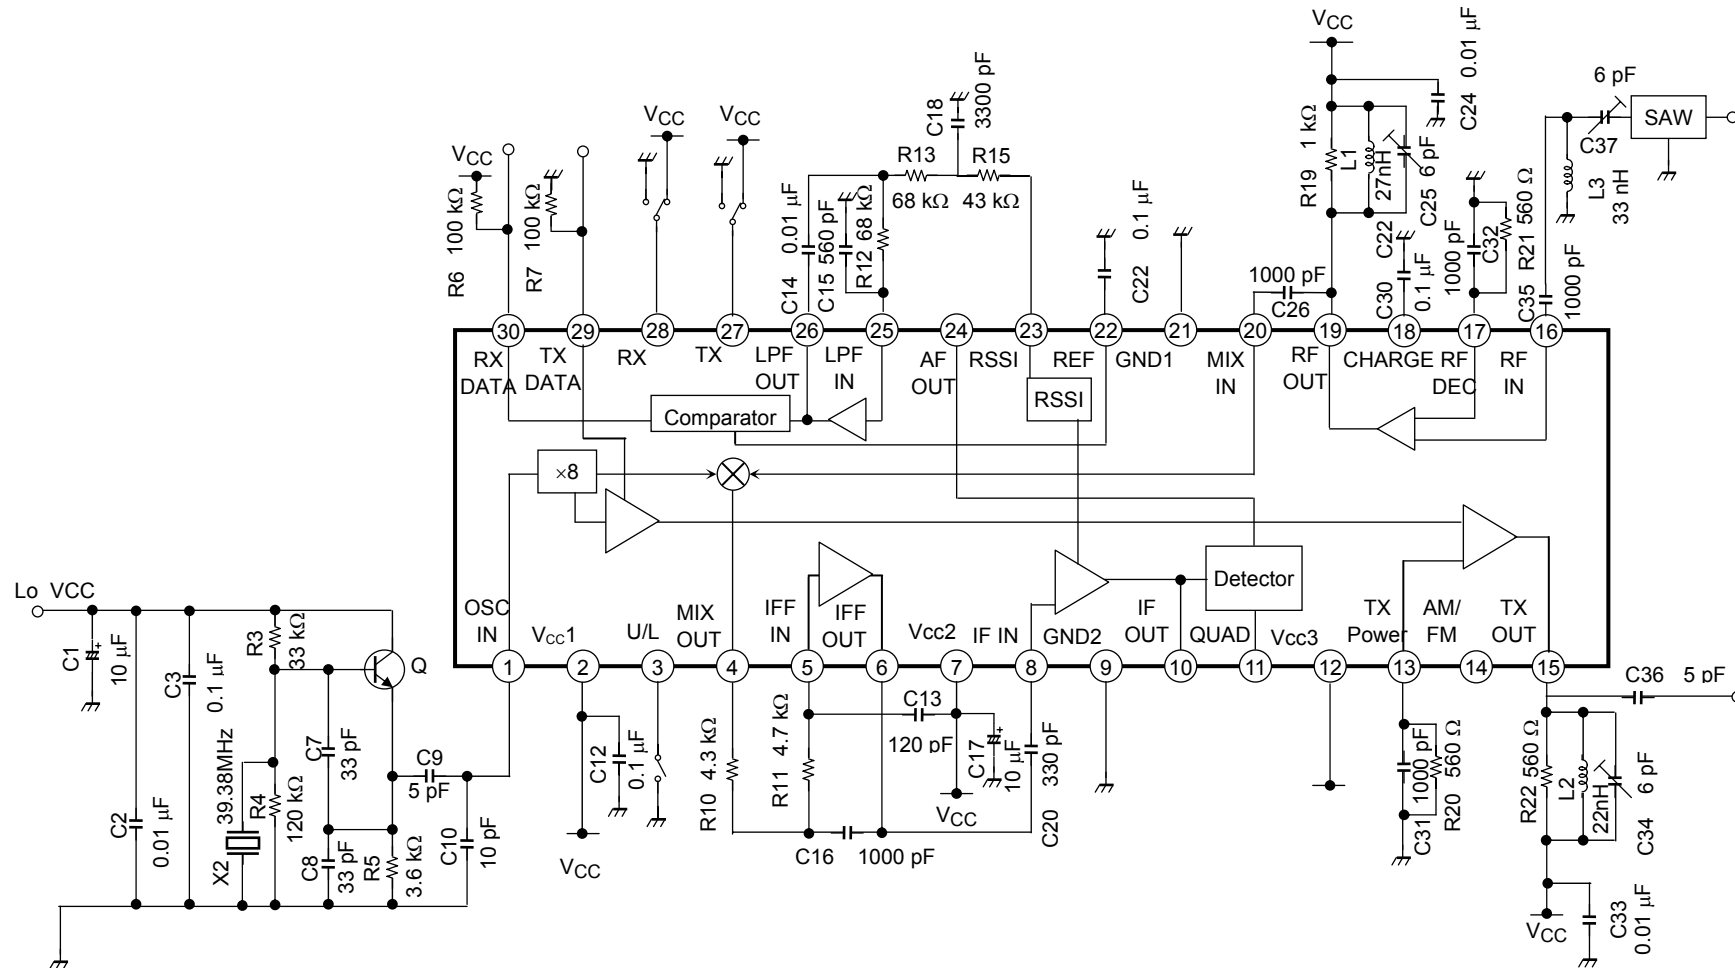 VCC
C24 0.01 μF
6 pF
SAW
C37
L3
33 nH
VCC
R6 100 kΩ
R7 100 kΩ
VCC
VCC
C14 0.01 μF
C15 560 pF
R12 68 kΩ
C18
3300 pF
R13
68 kΩ
R15
43 kΩ
C22 0.1 μF
1000 pF
C26
R19 1 kΩ
L1
27nH
C25 6 pF
C22
C30
0.1 μF
1000 pF
C32
R21 560 Ω
C35
1000 pF
30 29 28 27 26 25 24 23 22 21 20 19 18 17 16
RX DATA
TX DATA
RX
TX
LPF OUT
LPF IN
AF OUT
RSSI
REF
GND1
MIX IN
RF OUT
CHARGE
RF DEC
RF IN
Comparator
RSSI
×8
Detector
OSC IN
Vcc1
U/L
MIX OUT
IFF IN
IFF OUT
Vcc2
IF IN
GND2
IF OUT
QUAD
Vcc3
TX Power
AM/ FM
TX OUT
1 2 3 4 5 6 7 8 9 10 11 12 13 14 15
Lo VCC
C1
10 μF
C2
0.01 μF
C3
0.1 μF
R3
33 kΩ
Q
39.38MHz
X2
R4
120 kΩ
C7
33 pF
C8
33 pF
R5
3.6 kΩ
C9
5 pF
C10
10 pF
C12
0.1 μF
VCC
R10 4.3 kΩ
R11 4.7 kΩ
C13
120 pF
C16
1000 pF
C17
10 μF
VCC
C20 330 pF
C31
1000 pF
R20 560 Ω
C36
5 pF
R22 560 Ω
L2
22nH
C34 6 pF
VCC
C33
0.01 μF